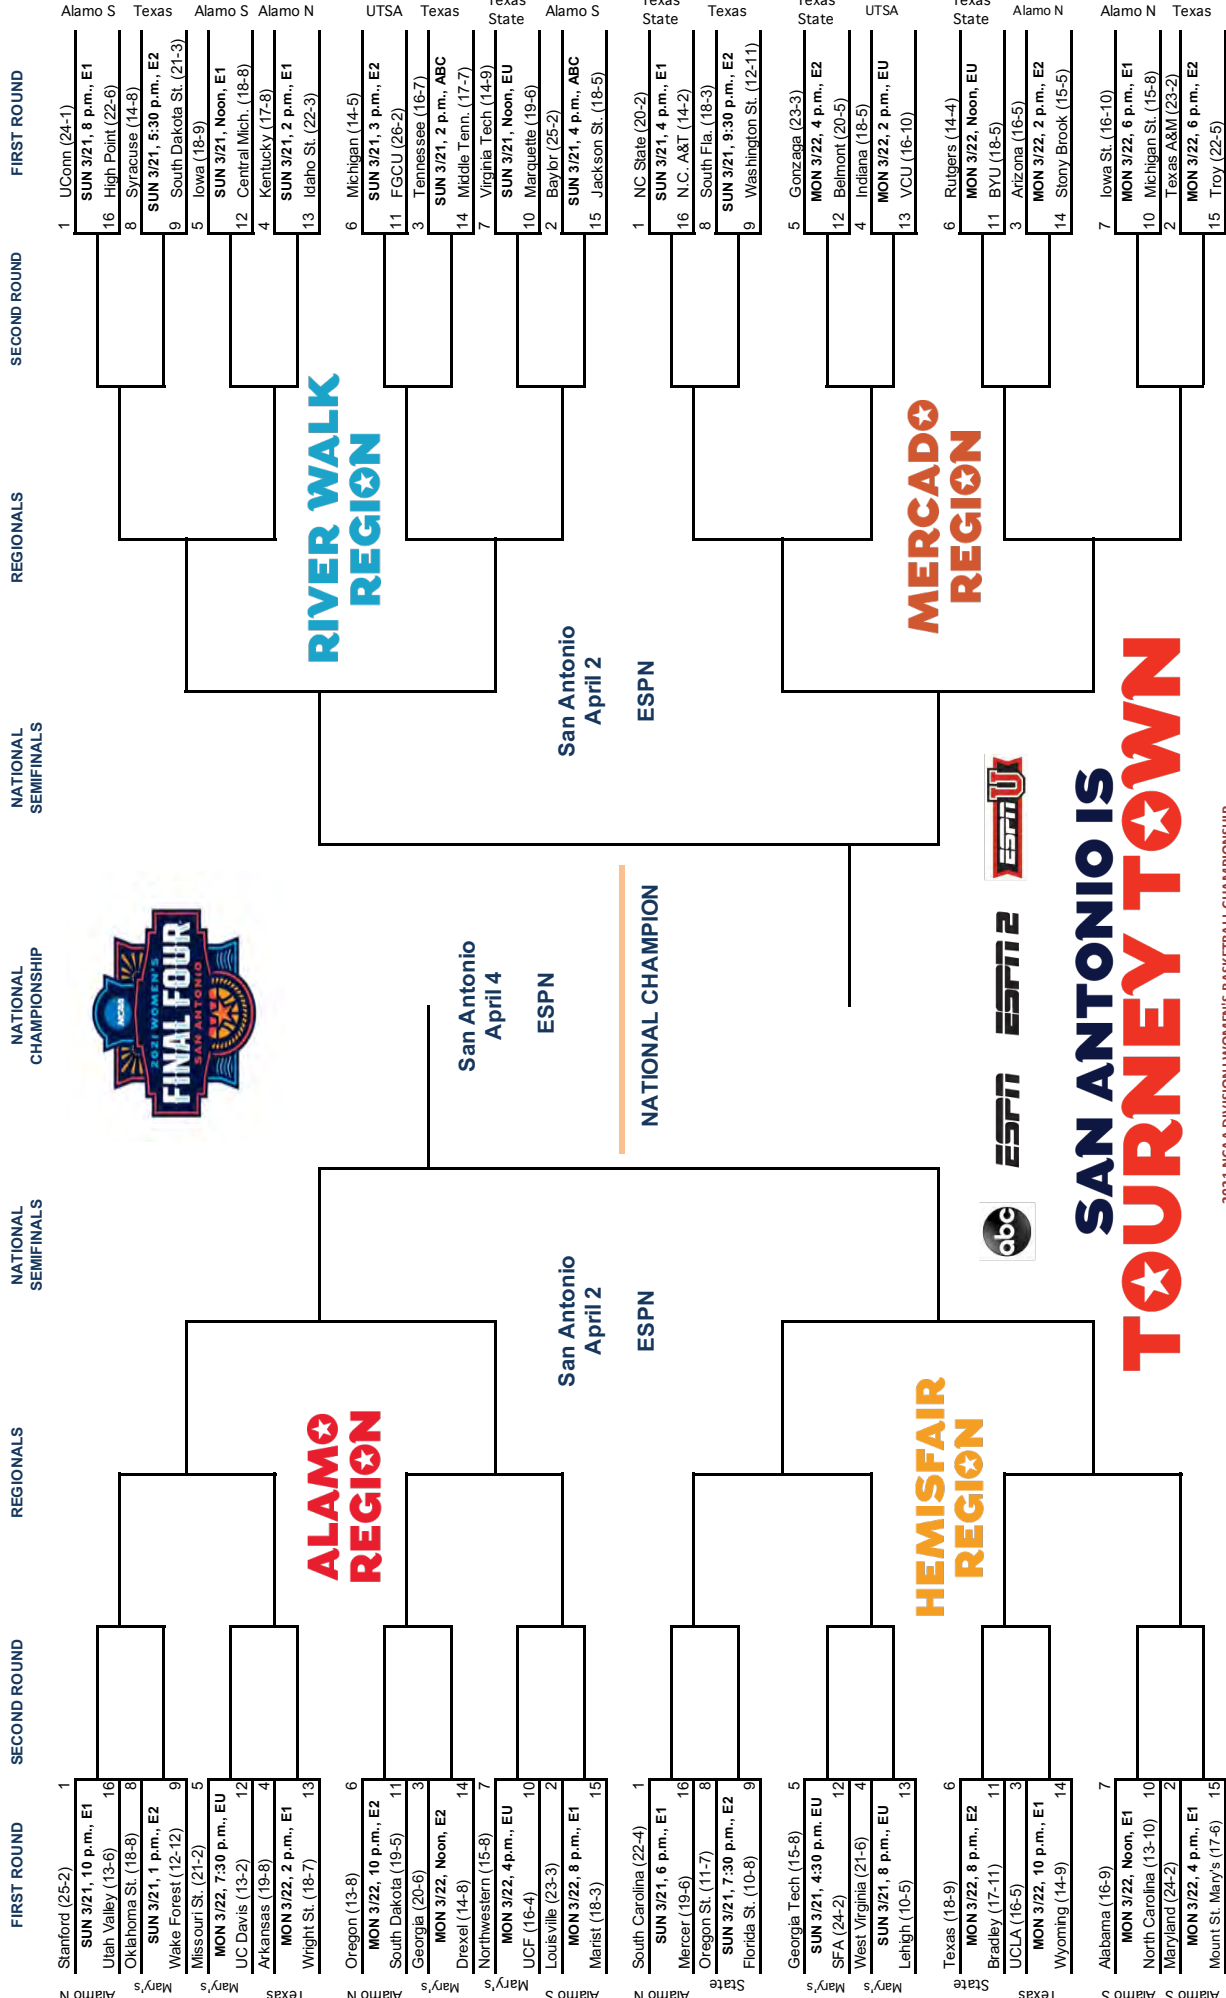 FIRST ROUND
SECOND ROUND
REGIONALS
NATIONAL
SEMIFINALS
NATIONAL
CHAMPIONSHIP
NATIONAL
SEMIFINALS
REGIONALS
SECOND ROUND
FIRST ROUND
Stanford (25-2) 1
SUN 3/21, 10 p.m., E1
Utah Valley (13-6) 16
Oklahoma St. (18-8) 8
SUN 3/21, 1 p.m., E2
Wake Forest (12-12) 9
Mary's
Missouri St. (21-2) 5
MON 3/22, 7:30 p.m., EU
UC Davis (13-2) 12
Mary's
Arkansas (19-8) 4
MON 3/22, 2 p.m., E1
Wright St. (18-7) 13
Oregon (13-8) 6
MON 3/22, 10 p.m., E2
South Dakota (19-5) 11
Georgia (20-6) 3
MON 3/22, Noon, E2
Drexel (14-8) 14
Mary's
Northwestern (15-8) 7
MON 3/22, 4p.m., EU
UCF (16-4) 10
Mary's
Louisville (23-3) 2
MON 3/22, 8 p.m., E1
Marist (18-3) 15
South Carolina (22-4) 1
SUN 3/21, 6 p.m., E1
Mercer (19-6) 16
Oregon St. (11-7) 8
SUN 3/21, 7:30 p.m., E2
Florida St. (10-8) 9
State
Georgia Tech (15-8) 5
SUN 3/21, 4:30 p.m. EU
SFA (24-2) 12
Mary's
West Virginia (21-6) 4
SUN 3/21, 8 p.m., EU
Lehigh (10-5) 13
Mary's
Texas (18-9) 6
MON 3/22, 8 p.m., E2
Bradley (17-11) 11
State
UCLA (16-5) 3
MON 3/22, 10 p.m., E1
Wyoming (14-9) 14
Alabama (16-9) 7
MON 3/22, Noon, E1
North Carolina (13-10) 10
Maryland (24-2) 2
MON 3/22, 4 p.m., E1
Mount St. Mary's (17-6) 15
ALAMO
REGION
HEMISFAIR
REGION
San Antonio
April 2
ESPN
NCAA
2021 WOMEN'S
FINAL FOUR
SAN ANTONIO
San Antonio
April 4
ESPN
NATIONAL CHAMPION
San Antonio
April 2
ESPN
RIVER WALK
REGION
MERCADO
REGION
1 UConn (24-1)
SUN 3/21, 8 p.m., E1
16 High Point (22-6)
Alamo S
8 Syracuse (14-8)
SUN 3/21, 5:30 p.m., E2
9 South Dakota St. (21-3)
Texas
5 Iowa (18-9)
SUN 3/21, Noon, E1
12 Central Mich. (18-8)
Alamo S
4 Kentucky (17-8)
SUN 3/21, 2 p.m., E1
13 Idaho St. (22-3)
Alamo N
6 Michigan (14-5)
SUN 3/21, 3 p.m., E2
11 FGCU (26-2)
UTSA
3 Tennessee (16-7)
SUN 3/21, 2 p.m., ABC
14 Middle Tenn. (17-7)
Texas
7 Virginia Tech (14-9)
SUN 3/21, Noon, EU
10 Marquette (19-6)
Texas
State
2 Baylor (25-2)
SUN 3/21, 4 p.m., ABC
15 Jackson St. (18-5)
Alamo S
1 NC State (20-2)
SUN 3/21, 4 p.m., E1
16 N.C. A&T (14-2)
Texas
State
8 South Fla. (18-3)
SUN 3/21, 9:30 p.m., E2
9 Washington St. (12-11)
Texas
5 Gonzaga (23-3)
MON 3/22, 4 p.m., E2
12 Belmont (20-5)
Texas
State
4 Indiana (18-5)
MON 3/22, 2 p.m., EU
13 VCU (16-10)
UTSA
6 Rutgers (14-4)
MON 3/22, Noon, EU
11 BYU (18-5)
Texas
State
3 Arizona (16-5)
MON 3/22, 2 p.m., E2
14 Stony Brook (15-5)
Alamo N
7 Iowa St. (16-10)
MON 3/22, 6 p.m., E1
10 Michigan St. (15-8)
Alamo N
2 Texas A&M (23-2)
MON 3/22, 6 p.m., E2
15 Troy (22-5)
Texas
abc
ESPN
ESPN 2
ESPN U
SAN ANTONIO IS
TOURNEY TOWN
2021 NCAA DIVISION I WOMEN'S BASKETBALL CHAMPIONSHIP